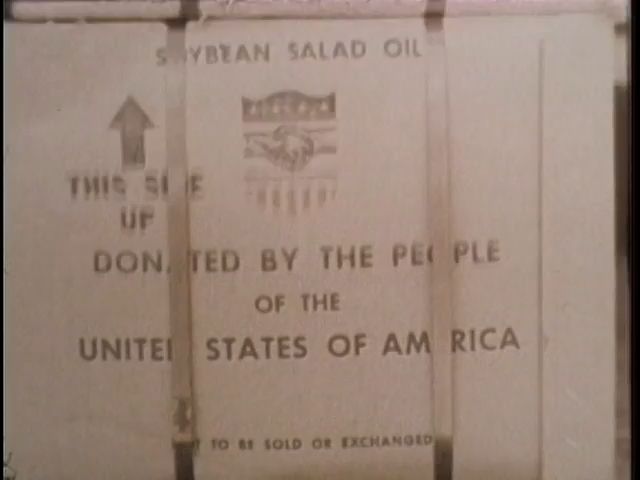 SOYBEAN SALAD OIL
THIS SIDE
UP
DONATED BY THE PEOPLE
OF THE
UNITED STATES OF AMERICA
TO BE SOLD OR EXCHANGED